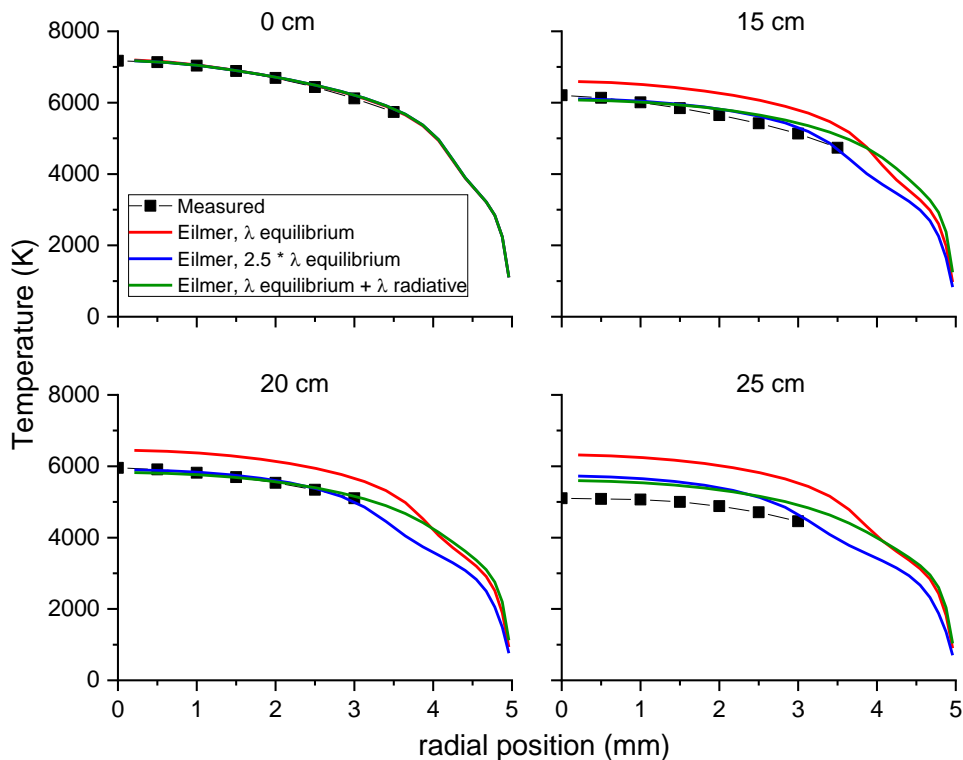 0 cm
15 cm
8000
6000
4000
2000
0
Measured
Eilmer, λ equilibrium
Eilmer, 2.5 * λ equilibrium
Eilmer, λ equilibrium + λ radiative
Temperature (K)
20 cm
25 cm
8000
6000
4000
2000
0
0 1 2 3 4 5
0 1 2 3 4 5
radial position (mm)